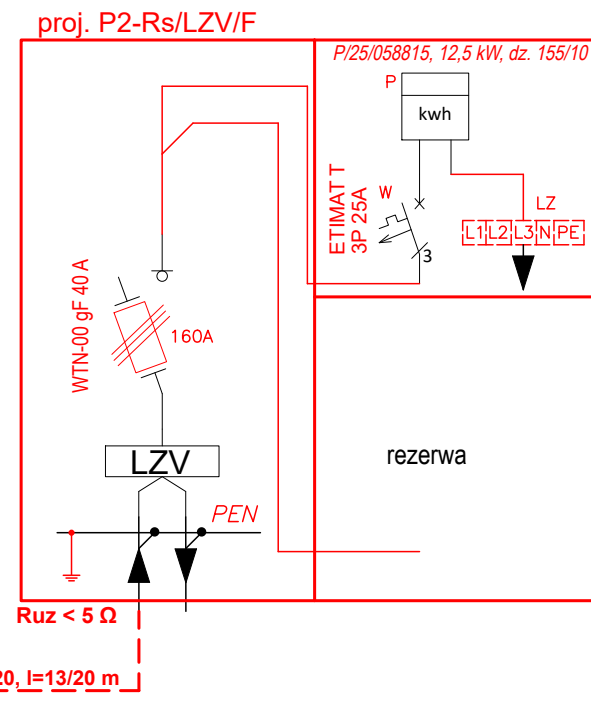 proj. P2-Rs/LZV/F
P/25/058815, 12,5 kW, dz. 155/10
P
kwh
ETIMAT T
3P 25A
W
3
LZ
L1 L2 L3 N PE
WTN-00 gF 40 A
160A
LZV
rezerwa
PEN
Ruz < 5 Ω
20, l=13/20 m